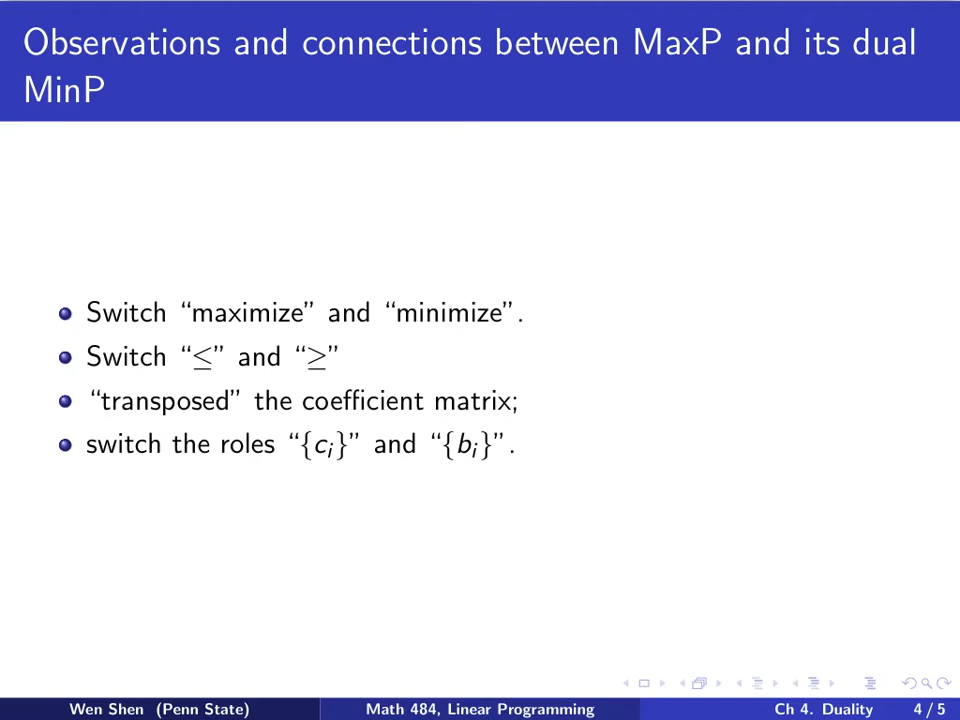 Observations and connections between MaxP and its dual
MinP
Switch “maximize” and “minimize”.
Switch “≤” and “≥”
“transposed” the coefficient matrix;
switch the roles “{cᵢ}” and “{bᵢ}”.
Wen Shen (Penn State) Math 484, Linear Programming Ch 4. Duality 4 / 5